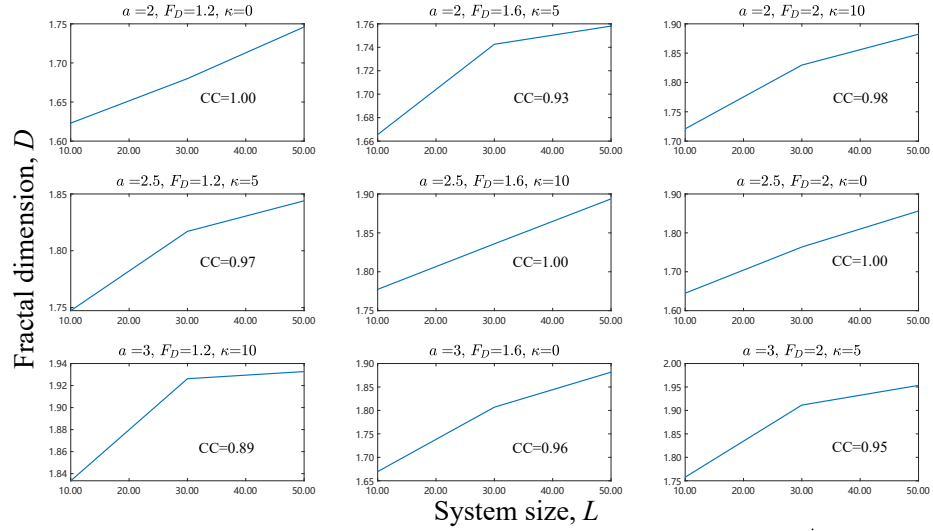 a =2, F_D=1.2, κ=0
1.75
1.70
1.65
1.60
CC=1.00
10.00 20.00 30.00 40.00 50.00
a =2, F_D=1.6, κ=5
1.76
1.74
1.72
1.70
1.68
1.66
CC=0.93
10.00 20.00 30.00 40.00 50.00
a =2, F_D=2, κ=10
1.90
1.85
1.80
1.75
1.70
CC=0.98
10.00 20.00 30.00 40.00 50.00
Fractal dimension, D
a =2.5, F_D=1.2, κ=5
1.85
1.80
1.75
CC=0.97
10.00 20.00 30.00 40.00 50.00
a =2.5, F_D=1.6, κ=10
1.90
1.85
1.80
1.75
CC=1.00
10.00 20.00 30.00 40.00 50.00
a =2.5, F_D=2, κ=0
1.90
1.80
1.70
1.60
CC=1.00
10.00 20.00 30.00 40.00 50.00
a =3, F_D=1.2, κ=10
1.94
1.92
1.90
1.88
1.86
1.84
CC=0.89
10.00 20.00 30.00 40.00 50.00
a =3, F_D=1.6, κ=0
1.90
1.85
1.80
1.75
1.70
1.65
CC=0.96
10.00 20.00 30.00 40.00 50.00
a =3, F_D=2, κ=5
2.00
1.95
1.90
1.85
1.80
1.75
CC=0.95
10.00 20.00 30.00 40.00 50.00
System size, L